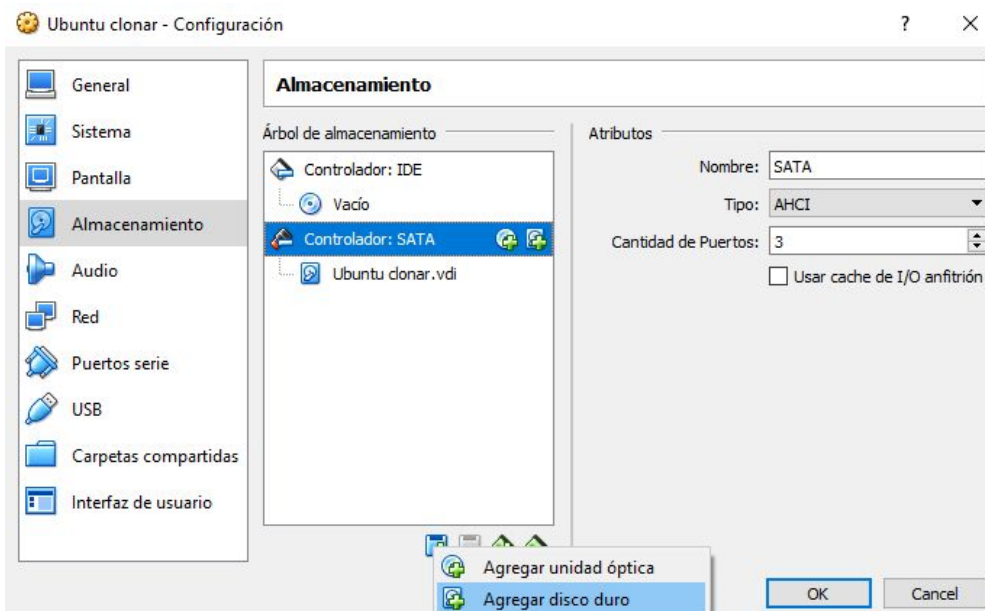 Ubuntu clonar - Configuración ?
General
Sistema
Pantalla
Almacenamiento
Audio
Red
Puertos serie
USB
Carpetas compartidas
Interfaz de usuario
Almacenamiento
Árbol de almacenamiento
Controlador: IDE
Vacío
Controlador: SATA
Ubuntu clonar.vdi
Atributos
Nombre: SATA
Tipo: AHCI
Cantidad de Puertos: 3
Usar cache de I/O anfitrión
Agregar unidad óptica
Agregar disco duro
OK Cancel